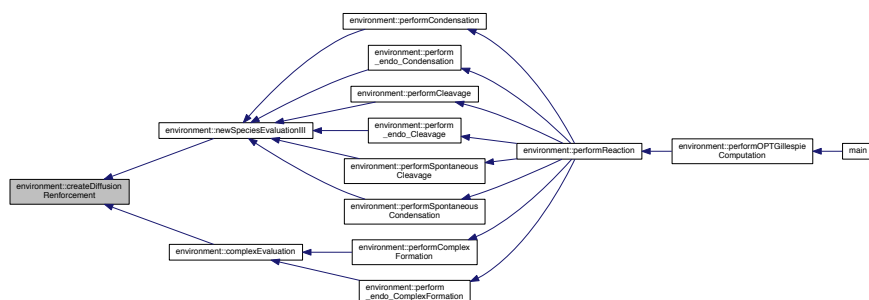 environment::performCondensation
environment::perform
_endo_Condensation
environment::performCleavage
environment::newSpeciesEvaluationIIII
environment::perform
_endo_Cleavage
environment::performReaction
environment::performOPTGillespie
Computation
main
environment::performSpontaneous
Cleavage
environment::createDiffusion
Renforcement
environment::performSpontaneous
Condensation
environment::complexEvaluation
environment::performComplex
Formation
environment::perform
_endo_ComplexFormation